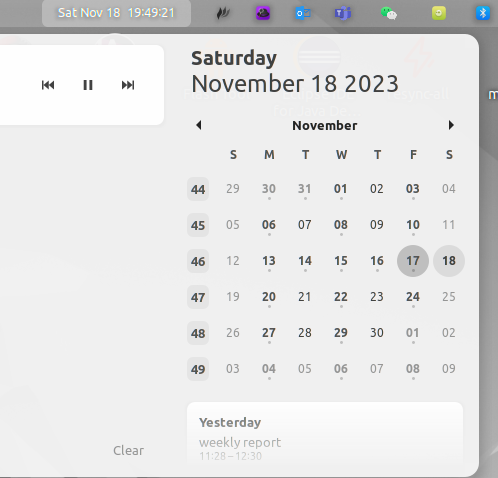 Sat Nov 18 19:49:21
Saturday
November 18 2023
November
S M T W T F S
44 29 30 31 01 02 03 04
45 05 06 07 08 09 10 11
46 12 13 14 15 16 17 18
47 19 20 21 22 23 24 25
48 26 27 28 29 30 01 02
49 03 04 05 06 07 08 09
Yesterday
weekly report
11:28–12:30
Clear